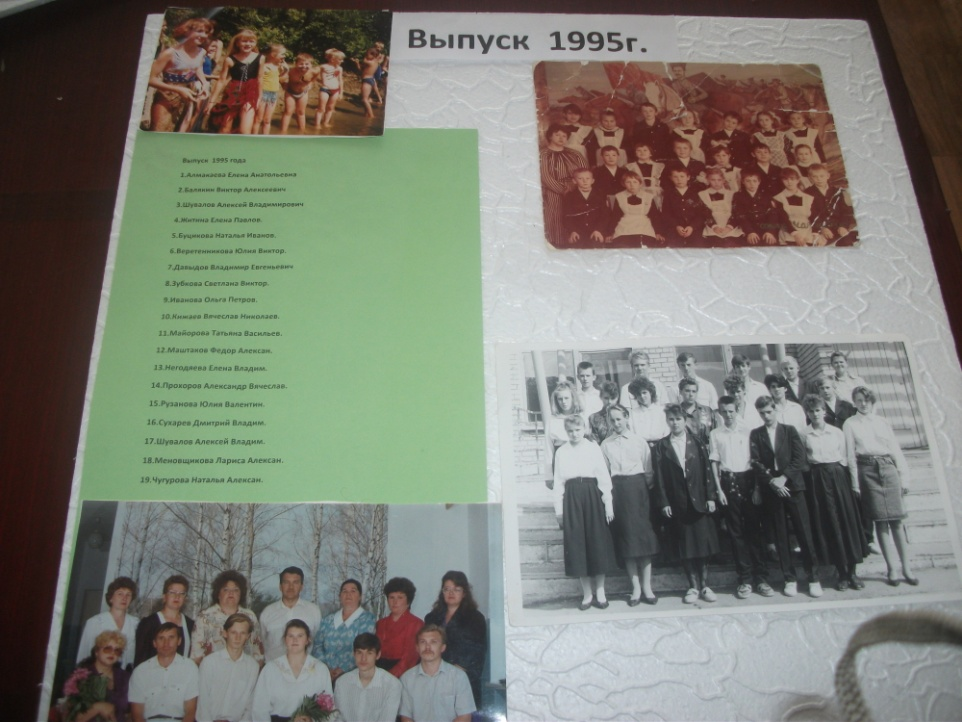 Выпуск 1995г.
Выпуск 1995 года
1.Алмакаева Елена Анатольевна
2.Балякин Виктор Алексеевич
3.Шувалов Алексей Владимирович
4.Житина Елена Павлов.
5.Буцикова Наталья Иванов.
6.Веретенникова Юлия Виктор.
7.Давыдов Владимир Евгеньевич
8.Зубкова Светлана Виктор.
9.Иванова Ольга Петров.
10.Кижаев Вячеслав Николаев.
11.Майорова Татьяна Васильев.
12.Маштаков Федор Алексан.
13.Негодяева Елена Владим.
14.Прохоров Александр Вячеслав.
15.Рузанова Юлия Валентин.
16.Сухарев Дмитрий Владим.
17.Шувалов Алексей Владим.
18.Меновщикова Лариса Алексан.
19.Чугурова Наталья Алексан.